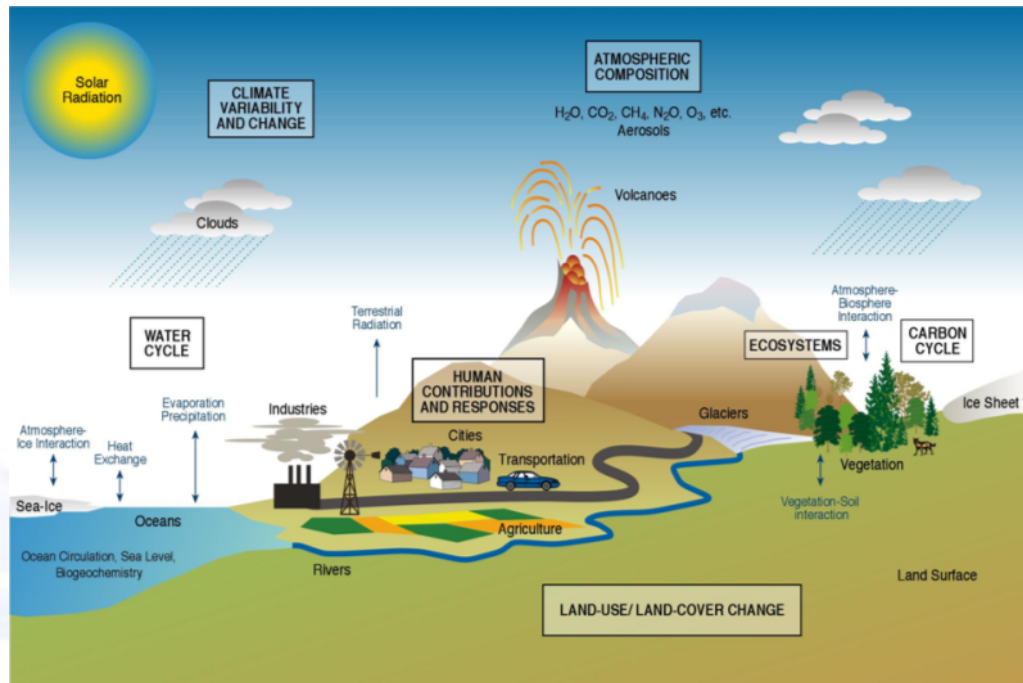 Solar
Radiation
CLIMATE
VARIABILITY
AND CHANGE
ATMOSPHERIC
COMPOSITION
H₂O, CO₂, CH₄, N₂O, O₃, etc.
Aerosols
Volcanoes
Clouds
Terrestrial
Radiation
Atmosphere-
Biosphere
Interaction
WATER
CYCLE
ECOSYSTEMS
CARBON
CYCLE
HUMAN
CONTRIBUTIONS
AND RESPONSES
Evaporation
Precipitation
Industries
Glaciers
Ice Sheet
Atmosphere-
Ice Interaction
Heat
Exchange
Cities
Transportation
Vegetation
Sea-Ice
Oceans
Agriculture
Vegetation-Soil
interaction
Ocean Circulation, Sea Level,
Biogeochemistry
Rivers
Land Surface
LAND-USE/ LAND-COVER CHANGE